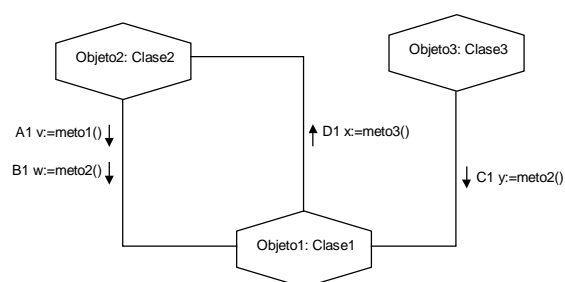 Objeto2: Clase2
Objeto3: Clase3
A1 v:=meto1()
D1 x:=meto3()
B1 w:=meto2()
C1 y:=meto2()
Objeto1: Clase1